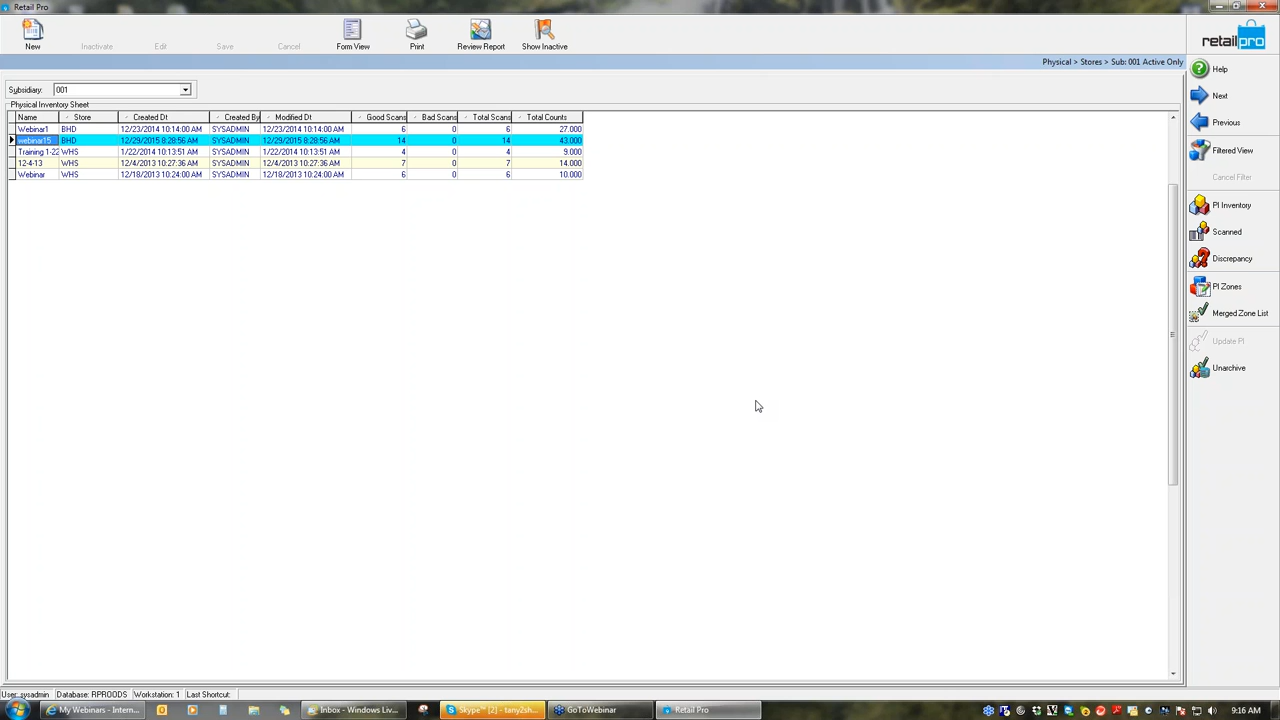 Retail Pro
New Inactivate Edit Save Cancel Form View Print Review Report Show Inactive
retailpro
Physical > Stores > Sub: 001 Active Only
Subsidiary: 001
Physical Inventory Sheet
Name Store Created Dt Created By Modified Dt Good Scans Bad Scans Total Scans Total Counts
Webinar1 BHD 12/23/2014 10:14:00 AM SYSADMIN 12/23/2014 10:14:00 AM 6 0 6 27.000
webinar15 BHD 12/29/2015 8:28:56 AM SYSADMIN 12/29/2015 8:28:56 AM 14 0 14 43.000
Training 1-22 WHS 1/22/2014 10:13:51 AM SYSADMIN 1/22/2014 10:13:51 AM 4 0 4 9.000
12-4-13 WHS 12/4/2013 10:27:36 AM SYSADMIN 12/4/2013 10:27:36 AM 7 0 7 14.000
Webinar WHS 12/18/2013 10:24:00 AM SYSADMIN 12/18/2013 10:24:00 AM 6 0 6 10.000
Help
Next
Previous
Filtered View
Cancel Filter
PI Inventory
Scanned
Discrepancy
PI Zones
Merged Zone List
Update PI
Unarchive
User: sysadmin Database: RPROODS Workstation: 1 Last Shortcut:
My Webinars - Intern... Inbox - Windows Liv... Skype™ [2] - tany2sh... GoToWebinar Retail Pro 9:16 AM